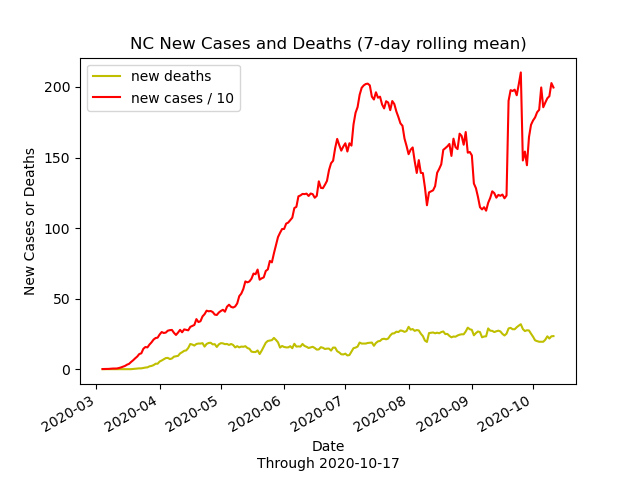 NC New Cases and Deaths (7-day rolling mean)
new deaths
new cases / 10
New Cases or Deaths
200
150
100
50
0
2020-03
2020-04
2020-05
2020-06
2020-07
2020-08
2020-09
2020-10
Date
Through 2020-10-17